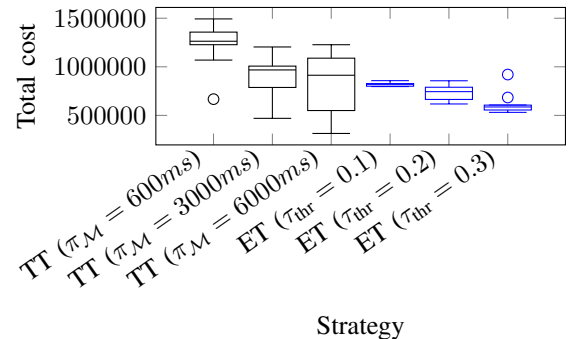 Total cost
1500000
1000000
500000
TT (π_M = 600ms)
TT (π_M = 3000ms)
TT (π_M = 6000ms)
ET (τ_thr = 0.1)
ET (τ_thr = 0.2)
ET (τ_thr = 0.3)
Strategy